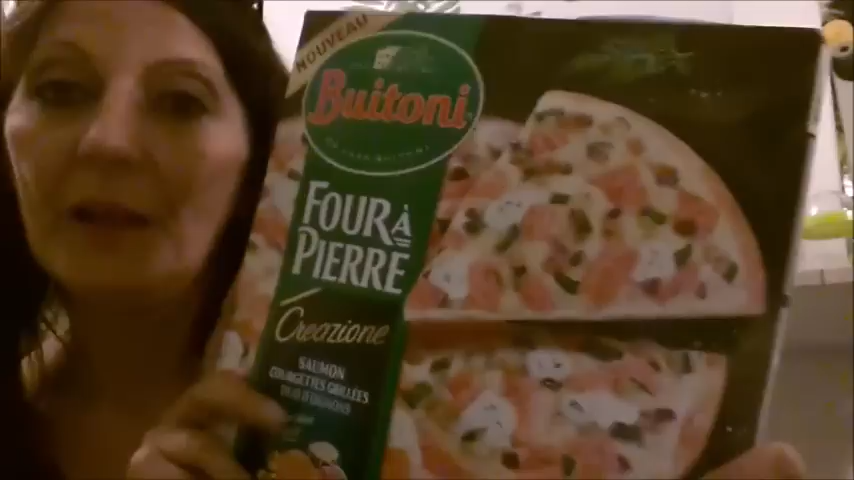 NOUVEAU
Buitoni
FOUR À
PIERRE
Creazione
SAUMON
COURGETTES GRILLÉES